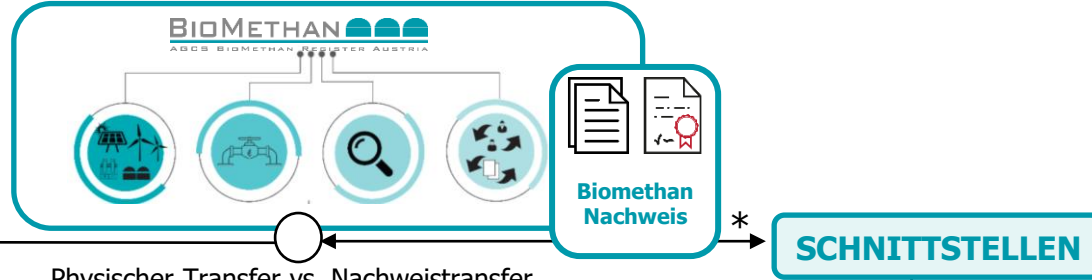 BIOMETHAN
AGCS BIOMETHAN REGISTER AUSTRIA
Biomethan
Nachweis
*
SCHNITTSTELLEN
Physischer Transfer vs. Nachweistransfer